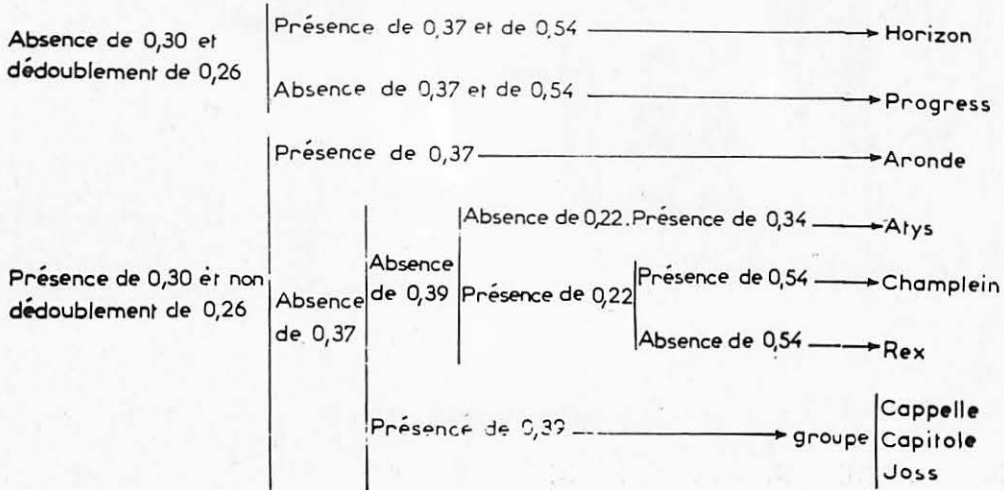 Absence de 0,30 et
dédoublement de 0,26
Présence de 0,37 et de 0,54
Horizon
Absence de 0,37 et de 0,54
Progress
Présence de 0,30 et non
dédoublement de 0,26
Présence de 0,37
Aronde
Absence
de 0,37
Absence
de 0,39
Absence de 0,22. Présence de 0,34
Atys
Présence de 0,22
Présence de 0,54
Champlein
Absence de 0,54
Rex
Présence de 0,39
groupe
Cappelle
Capitole
Joss